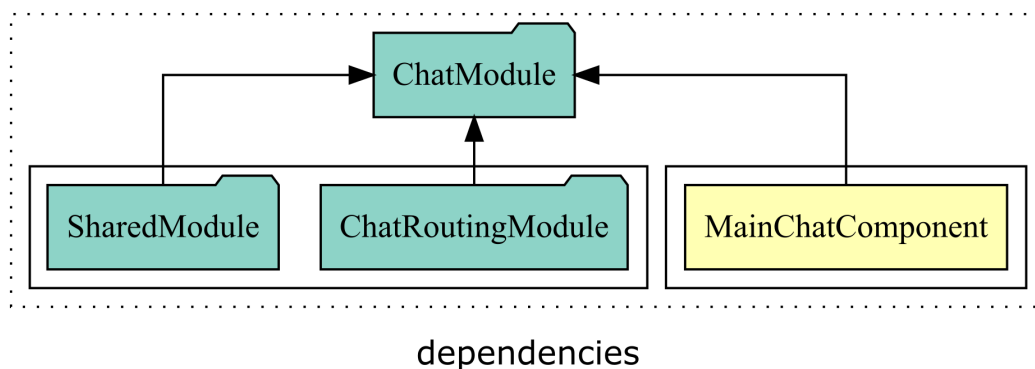 ChatModule
SharedModule
ChatRoutingModule
MainChatComponent
dependencies